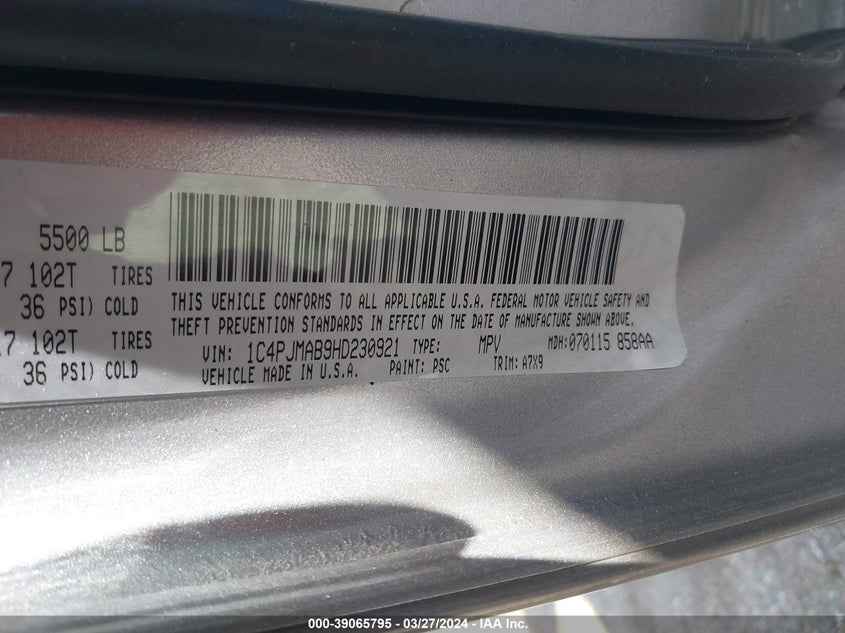 5500 LB
7 102T TIRES
36 PSI) COLD
17 102T TIRES
36 PSI) COLD
THIS VEHICLE CONFORMS TO ALL APPLICABLE U.S.A. FEDERAL MOTOR VEHICLE SAFETY AND
THEFT PREVENTION STANDARDS IN EFFECT ON THE DATE OF MANUFACTURE SHOWN ABOVE.
VIN: 1C4PJMAB9HD230921 TYPE: MPV MDH:070115 858AA
VEHICLE MADE IN U.S.A. PAINT: PSC TRIM: A7X9
000-39065795 - 03/27/2024 - IAA Inc.